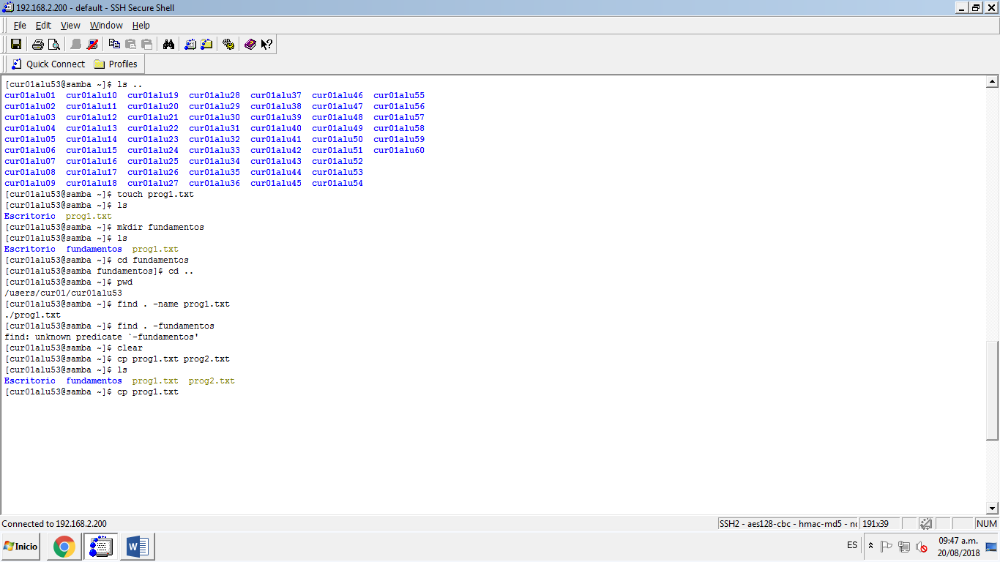 192.168.2.200 - default - SSH Secure Shell
File Edit View Window Help
Quick Connect Profiles
[cur01alu53@samba ~]$ ls ..
cur01alu01 cur01alu10 cur01alu19 cur01alu28 cur01alu37 cur01alu46 cur01alu55
cur01alu02 cur01alu11 cur01alu20 cur01alu29 cur01alu38 cur01alu47 cur01alu56
cur01alu03 cur01alu12 cur01alu21 cur01alu30 cur01alu39 cur01alu48 cur01alu57
cur01alu04 cur01alu13 cur01alu22 cur01alu31 cur01alu40 cur01alu49 cur01alu58
cur01alu05 cur01alu14 cur01alu23 cur01alu32 cur01alu41 cur01alu50 cur01alu59
cur01alu06 cur01alu15 cur01alu24 cur01alu33 cur01alu42 cur01alu51 cur01alu60
cur01alu07 cur01alu16 cur01alu25 cur01alu34 cur01alu43 cur01alu52
cur01alu08 cur01alu17 cur01alu26 cur01alu35 cur01alu44 cur01alu53
cur01alu09 cur01alu18 cur01alu27 cur01alu36 cur01alu45 cur01alu54
[cur01alu53@samba ~]$ touch prog1.txt
[cur01alu53@samba ~]$ ls
Escritorio prog1.txt
[cur01alu53@samba ~]$ mkdir fundamentos
[cur01alu53@samba ~]$ ls
Escritorio fundamentos prog1.txt
[cur01alu53@samba ~]$ cd fundamentos
[cur01alu53@samba fundamentos]$ cd ..
[cur01alu53@samba ~]$ pwd
/users/cur01/cur01alu53
[cur01alu53@samba ~]$ find . -name prog1.txt
./prog1.txt
[cur01alu53@samba ~]$ find . -fundamentos
find: unknown predicate `-fundamentos'
[cur01alu53@samba ~]$ clear
[cur01alu53@samba ~]$ cp prog1.txt prog2.txt
[cur01alu53@samba ~]$ ls
Escritorio fundamentos prog1.txt prog2.txt
[cur01alu53@samba ~]$ cp prog1.txt
Connected to 192.168.2.200 SSH2 - aes128-cbc - hmac-md5 - no 191x39 NUM
Inicio ES 09:47 a.m.
20/08/2018